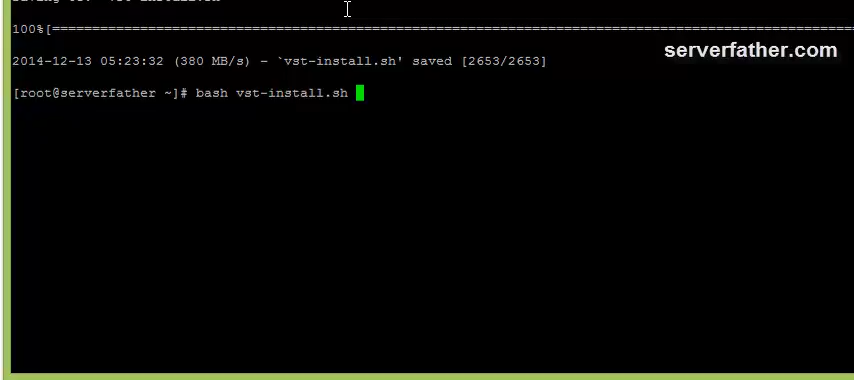 100%[==============================================================================
serverfather.com
2014-12-13 05:23:32 (380 MB/s) - `vst-install.sh' saved [2653/2653]
[root@serverfather ~]# bash vst-install.sh